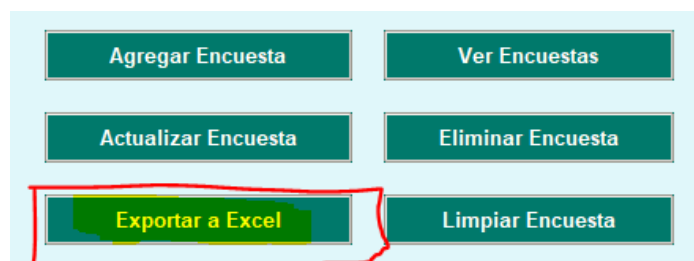 Agregar Encuesta
Ver Encuestas
Actualizar Encuesta
Eliminar Encuesta
Exportar a Excel
Limpiar Encuesta